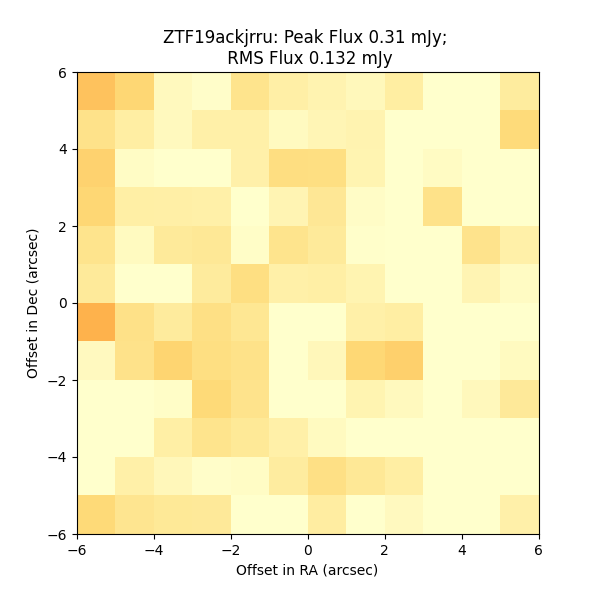 ZTF19ackjrru: Peak Flux 0.31 mJy;
RMS Flux 0.132 mJy
6
4
2
0
−2
−4
−6
Offset in Dec (arcsec)
−6 −4 −2 0 2 4 6
Offset in RA (arcsec)